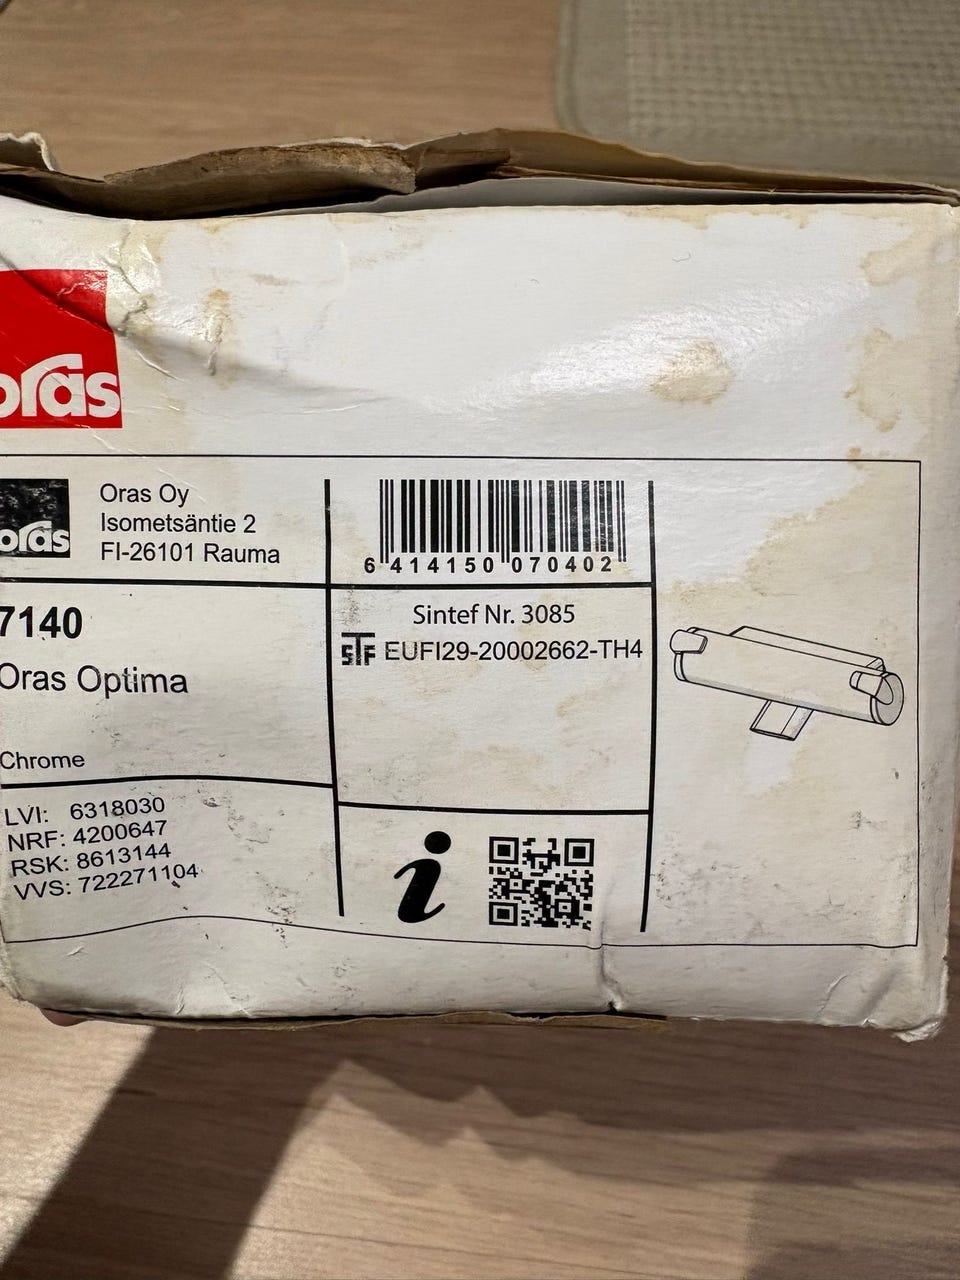 oras
oras
Oras Oy
Isometsäntie 2
FI-26101 Rauma
6 414150 070402
7140
Oras Optima
Chrome
LVI: 6318030
NRF: 4200647
RSK: 8613144
VVS: 722271104
Sintef Nr. 3085
STF EUFI29-20002662-TH4
i